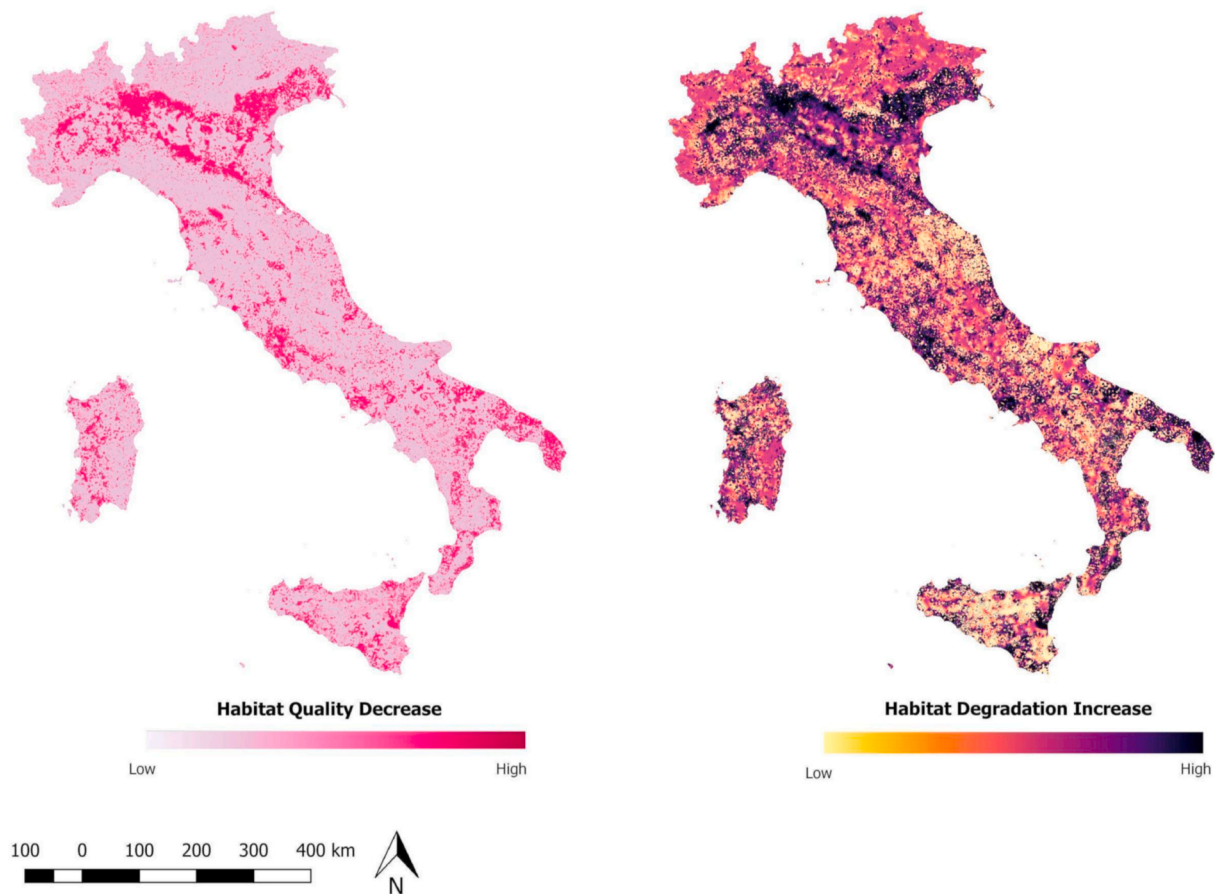 Habitat Quality Decrease
Low High
Habitat Degradation Increase
Low High
100 0 100 200 300 400 km
N